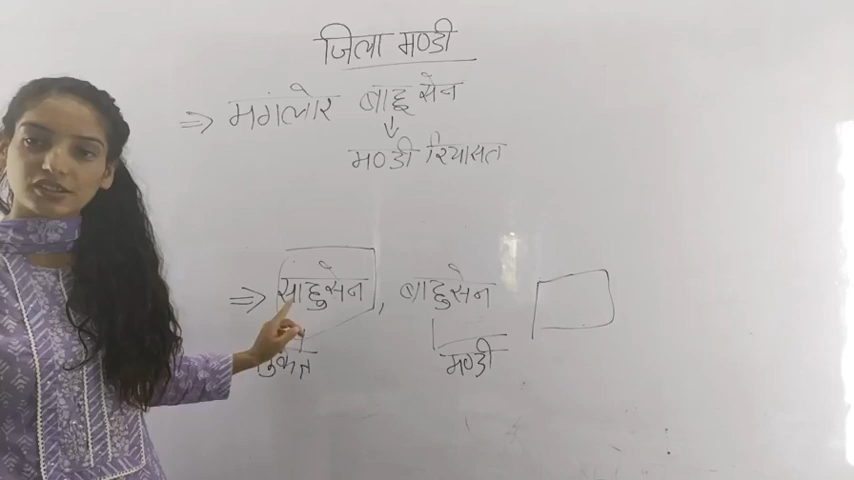 जिला मण्डी
⇒ मगंलोर बाहू सेन
↓
मण्डी रियासत
⇒ साहुसेन, बाहुसेन
मण्डी